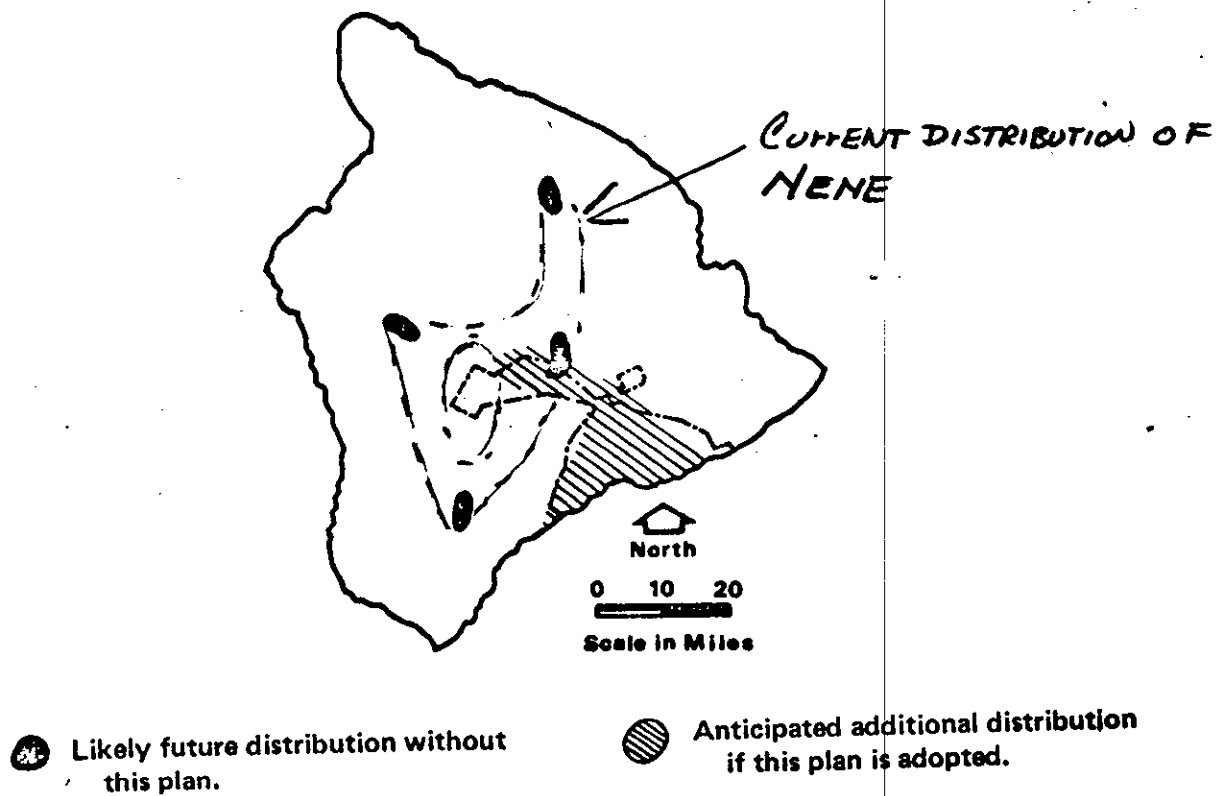 CURRENT DISTRIBUTION OF
NENE
North
0 10 20
Scale in Miles
Likely future distribution without
this plan.
Anticipated additional distribution
if this plan is adopted.